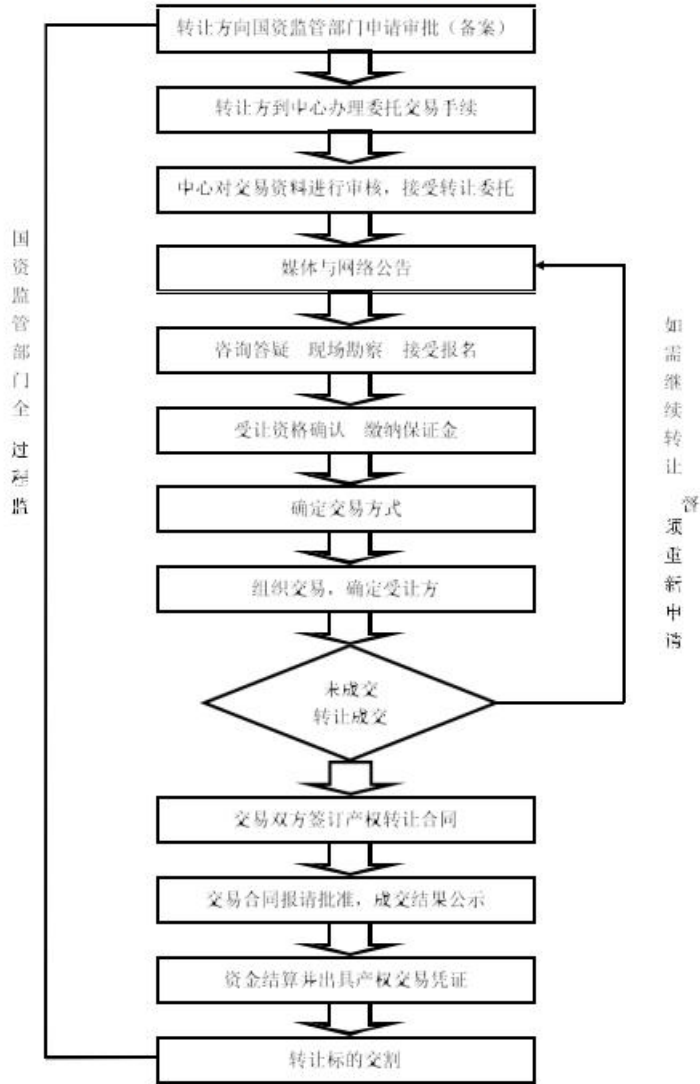 转让方向国资监管部门申请审批（备案）
转让方到中心办理委托交易手续
中心对交易资料进行审核，接受转让委托
媒体与网络公告
咨询答疑 现场勘察 接受报名
受让资格确认 缴纳保证金
确定交易方式
组织交易，确定受让方
未成交
转让成交
交易双方签订产权转让合同
交易合同报请批准，成交结果公示
资金结算并出具产权交易凭证
转让标的交割
国资监管部门全过程监
如需继续转让
督
须重新申请